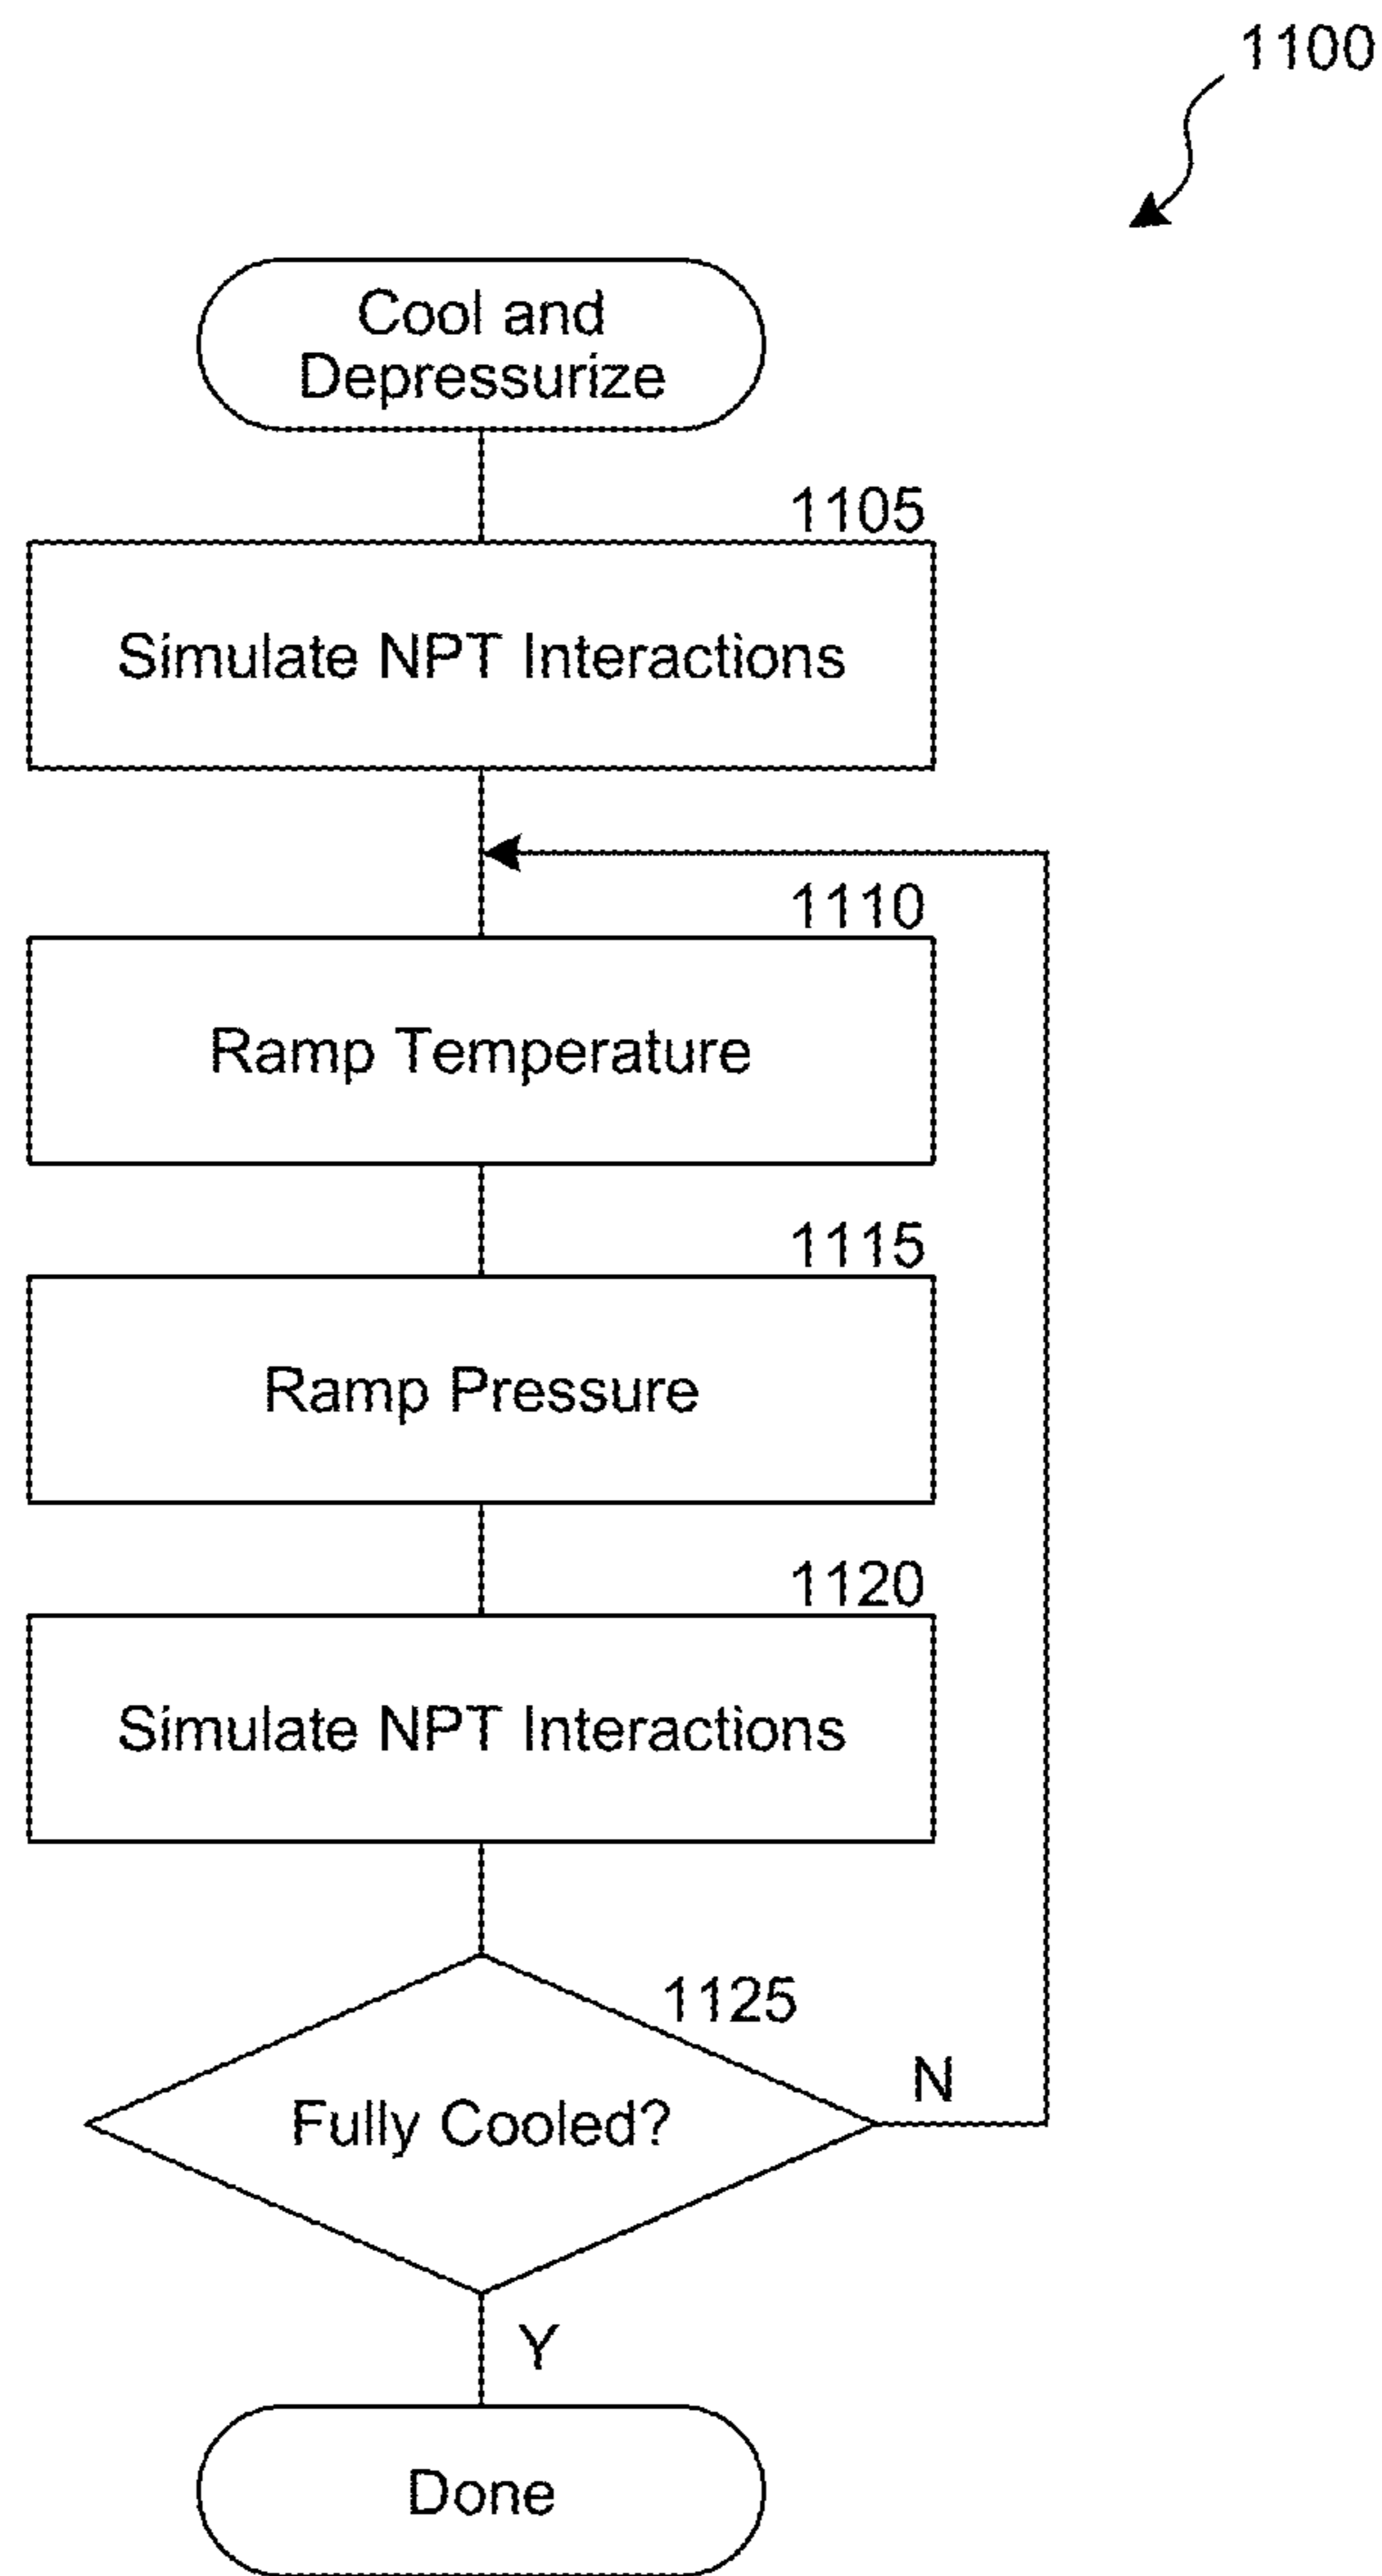 1100
Cool and
Depressurize
1105
Simulate NPT Interactions
1110
Ramp Temperature
1115
Ramp Pressure
1120
Simulate NPT Interactions
1125
N
Fully Cooled?
Y
Done